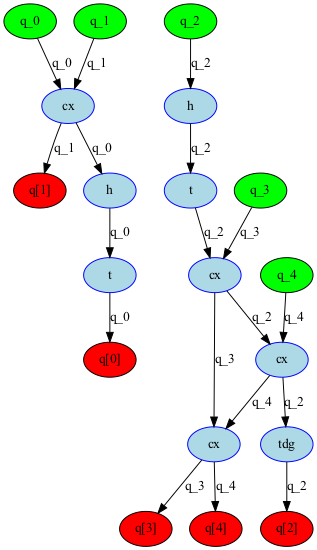 q_0 q_1 q_2
q_0 q_1 q_2
cx h
q_1 q_0 q_2
q[1] h t q_3
q_0 q_2 q_3
t cx q_4
q_0 q_2 q_4
q[0] q_3 cx
q_4 q_2
cx tdg
q_3 q_4 q_2
q[3] q[4] q[2]